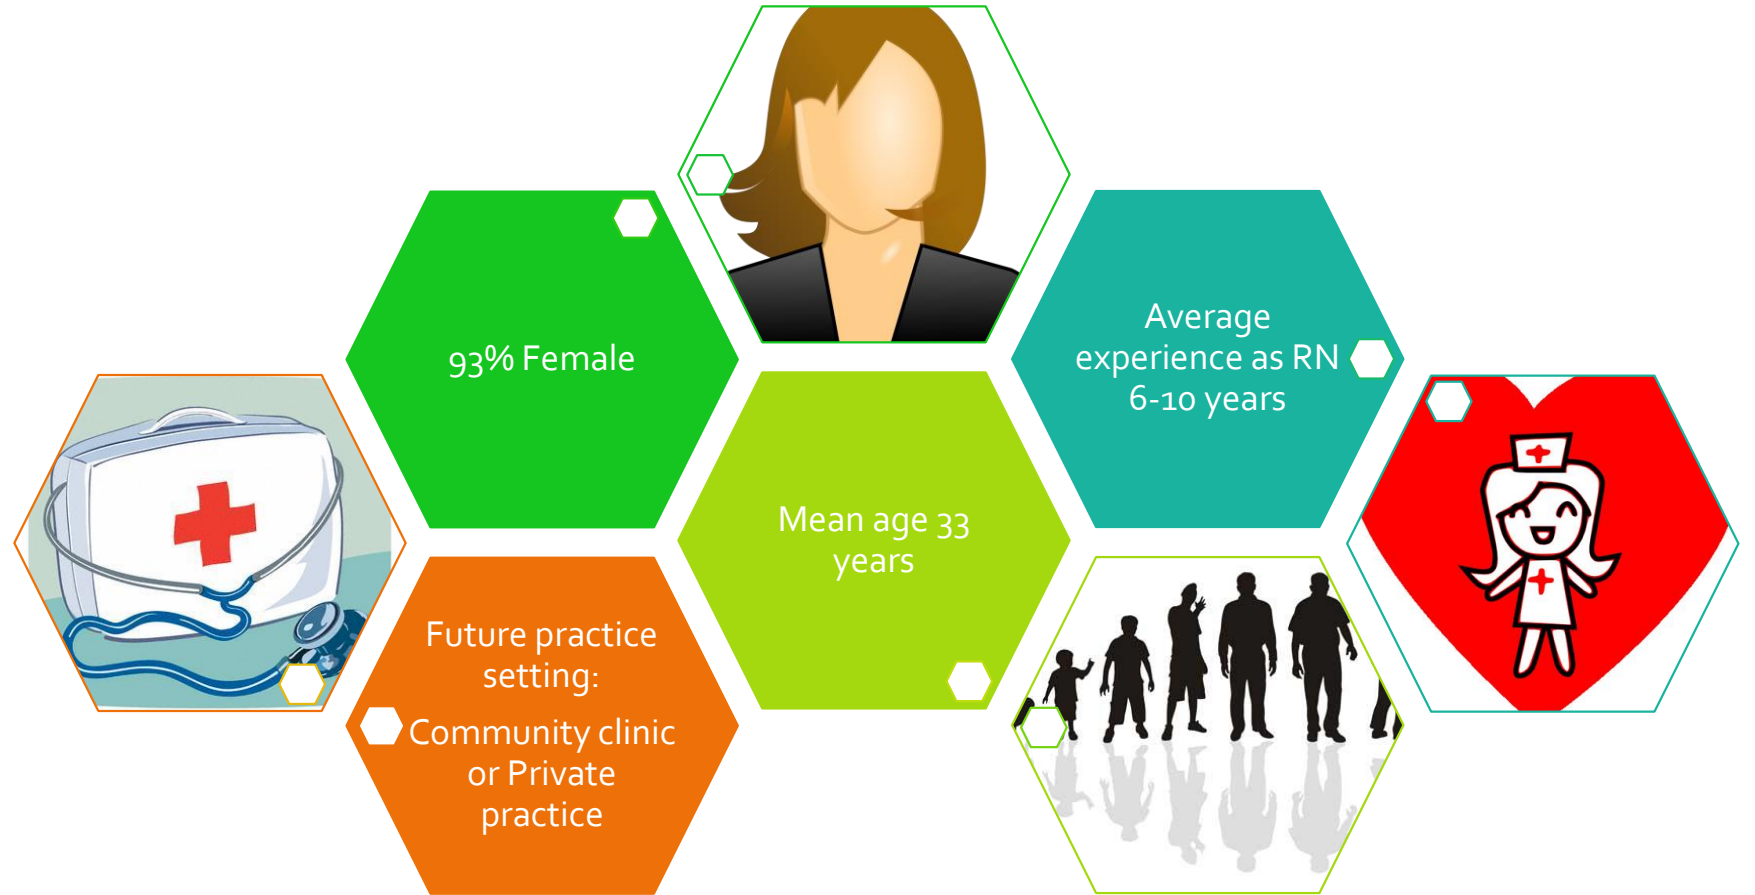 93% Female
Average
experience as RN
6-10 years
Mean age 33
years
Future practice
setting:
Community clinic
or Private
practice